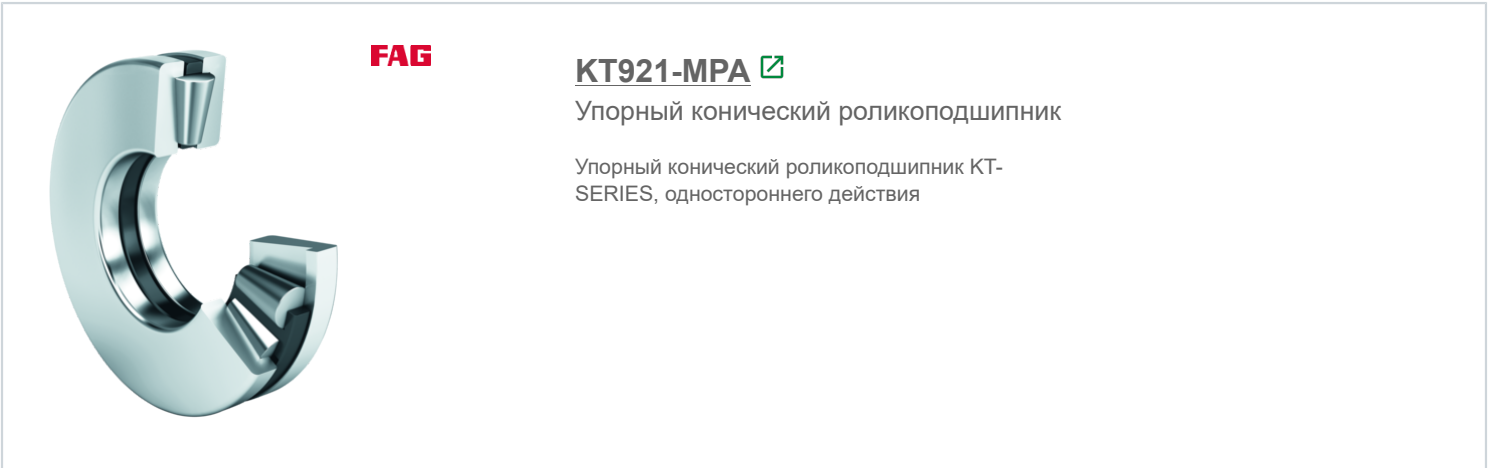 FAG
KT921-MPA
Упорный конический роликоподшипник
Упорный конический роликоподшипник KT-
SERIES, одностороннего действия